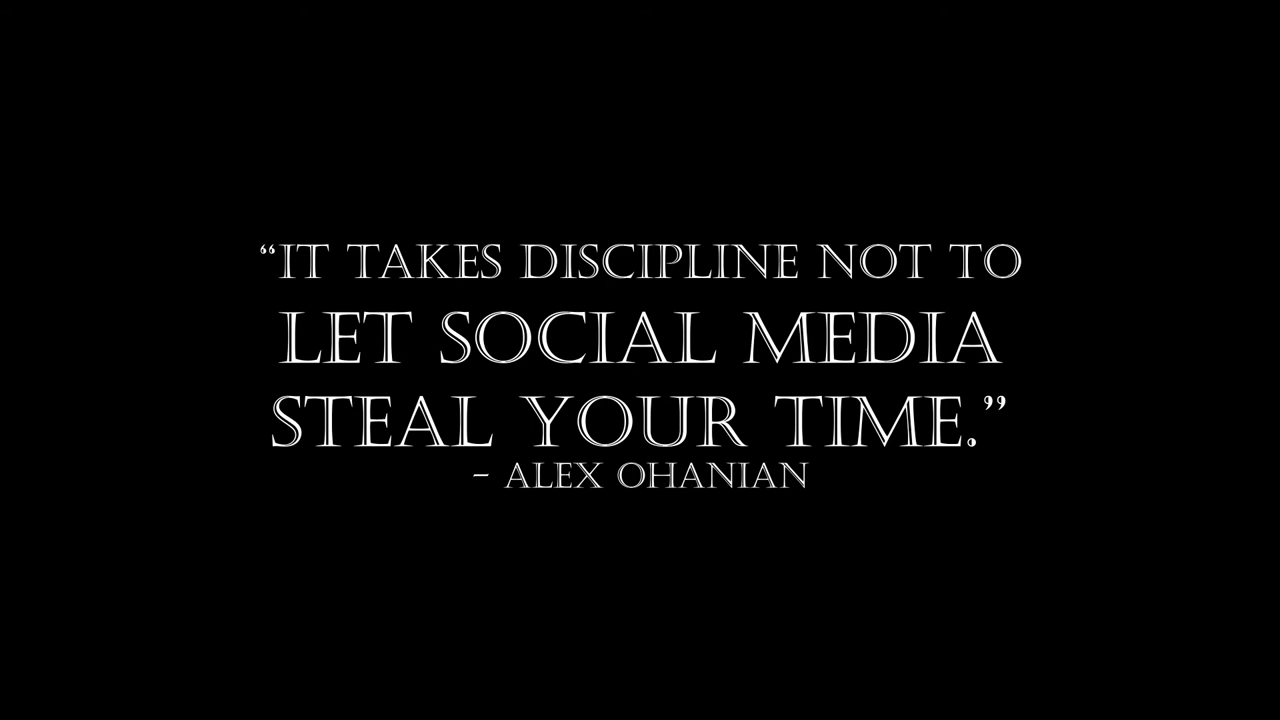 “IT TAKES DISCIPLINE NOT TO
LET SOCIAL MEDIA
STEAL YOUR TIME.”
- ALEX OHANIAN